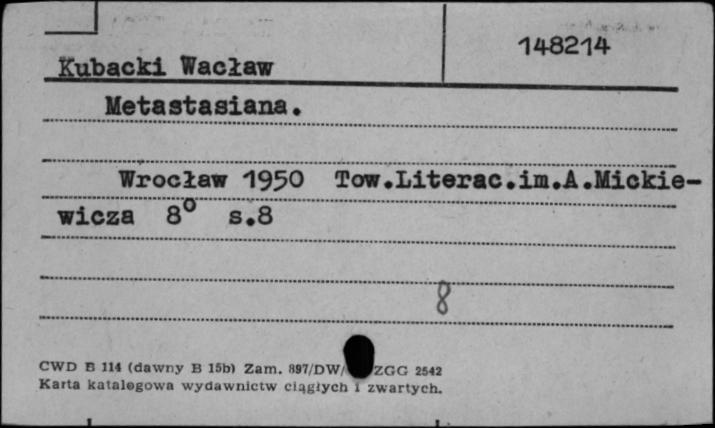 148214
Kubacki Wacław
Metastasiana.
Wrocław 1950 Tow.Literac.im.A.Mickie-
wicza 8° s.8
8
CWD B 114 (dawny B 15b) Zam. 897/DW/ ZGG 2542
Karta katalogowa wydawnictw ciągłych i zwartych.